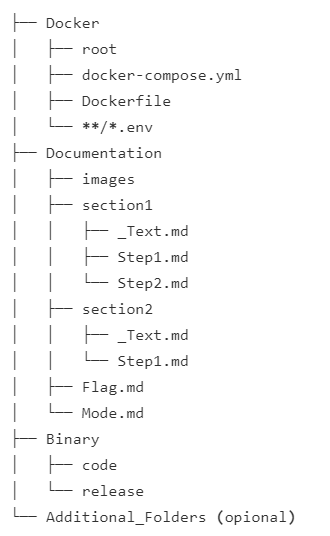 ├── Docker
│   ├── root
│   ├── docker-compose.yml
│   ├── Dockerfile
│   └── **/*.env
├── Documentation
│   ├── images
│   ├── section1
│   │   ├── _Text.md
│   │   ├── Step1.md
│   │   └── Step2.md
│   ├── section2
│   │   ├── _Text.md
│   │   └── Step1.md
│   ├── Flag.md
│   └── Mode.md
├── Binary
│   ├── code
│   └── release
└── Additional_Folders (opional)